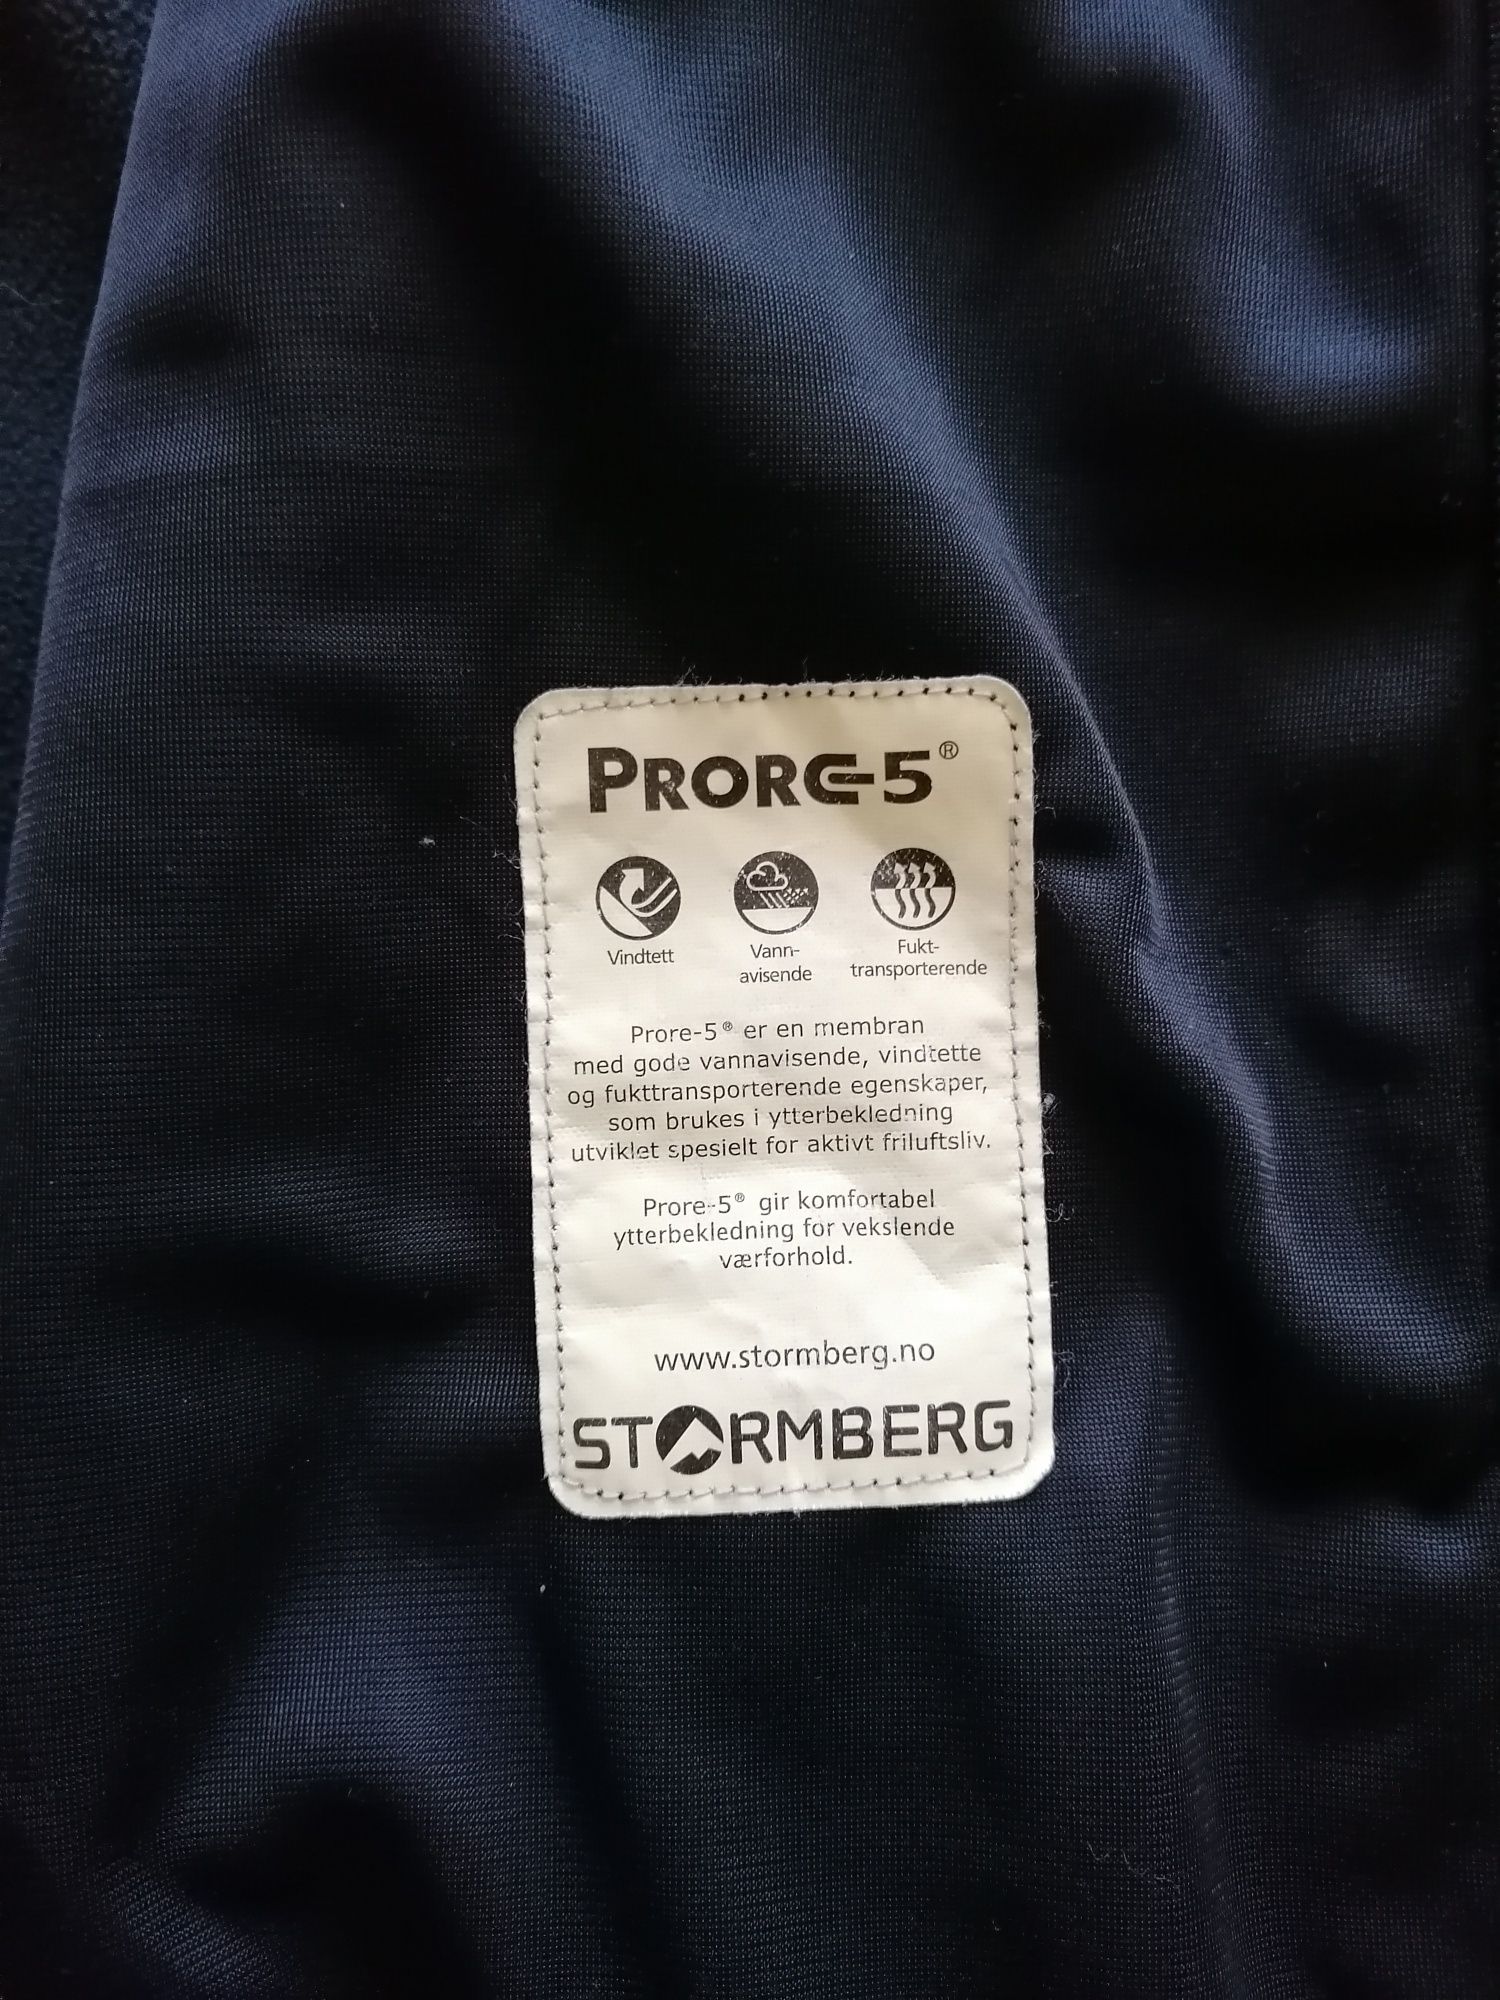 PRORE-5®
Vindtett
Vann-
avisende
Fukt-
transporterende
Prore-5® er en membran
med gode vannavisende, vindtette
og fukttransporterende egenskaper,
som brukes i ytterbekledning
utviklet spesielt for aktivt friluftsliv.
Prore-5® gir komfortabel
ytterbekledning for vekslende
værforhold.
www.stormberg.no
STORMBERG